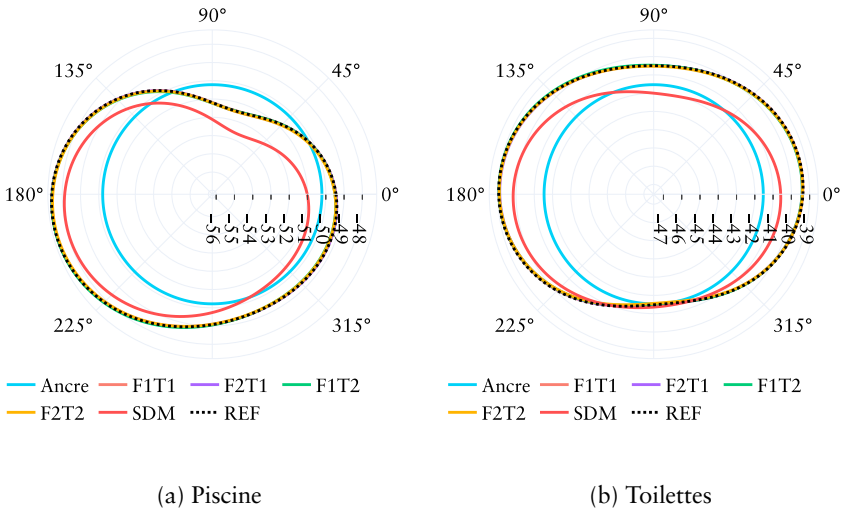 90° 90°
135° 45° 135° 45°
180° 0° 180° 0°
−56 −55 −54 −53 −52 −51 −50 −49 −48 −47 −46 −45 −44 −43 −42 −41 −40 −39
225° 315° 225° 315°
Ancre F1T1 F2T1 F1T2 Ancre F1T1 F2T1 F1T2
F2T2 SDM REF F2T2 SDM REF
(a) Piscine (b) Toilettes